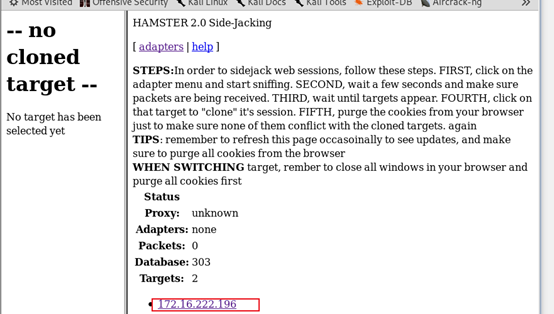 Most Visited Offensive Security Kali Linux Kali Docs Kali Tools Exploit-DB Aircrack-ng »
-- no
cloned
target --
No target has been
selected yet
HAMSTER 2.0 Side-Jacking
[ adapters | help ]
STEPS:In order to sidejack web sessions, follow these steps. FIRST, click on the
adapter menu and start sniffing. SECOND, wait a few seconds and make sure
packets are being received. THIRD, wait until targets appear. FOURTH, click on
that target to "clone" it's session. FIFTH, purge the cookies from your browser
just to make sure none of them conflict with the cloned targets. again
TIPS: remember to refresh this page occasoinally to see updates, and make
sure to purge all cookies from the browser
WHEN SWITCHING target, rember to close all windows in your browser and
purge all cookies first
Status
Proxy: unknown
Adapters: none
Packets: 0
Database: 303
Targets: 2
• 172.16.222.196